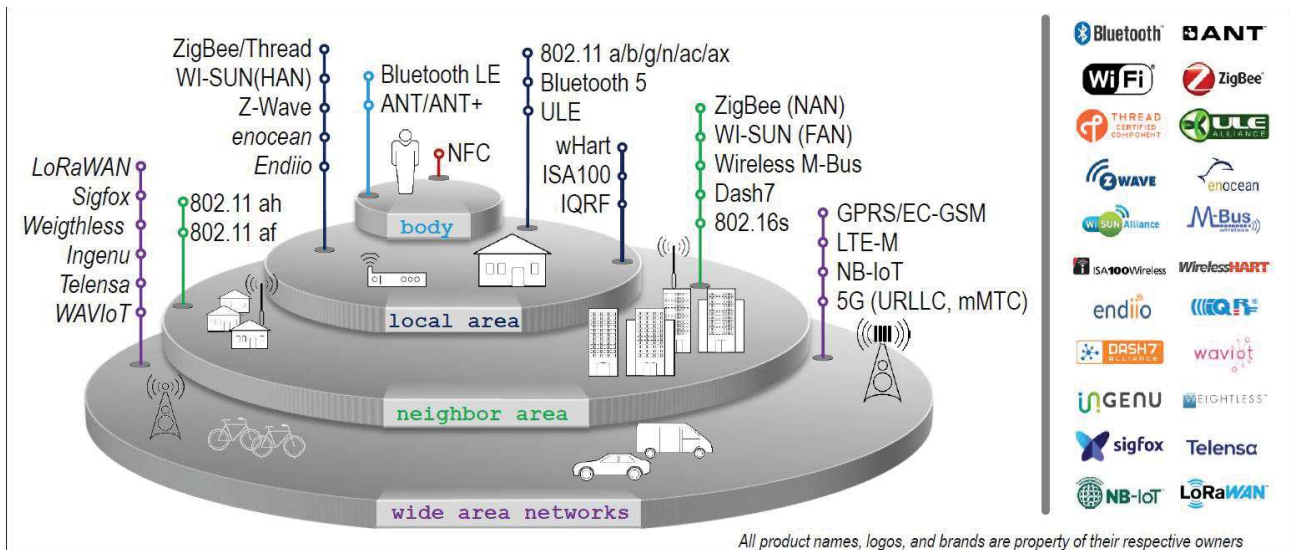 ZigBee/Thread
WI-SUN(HAN)
Z-Wave
enocean
Endiio
Bluetooth LE
ANT/ANT+
NFC
802.11 a/b/g/n/ac/ax
Bluetooth 5
ULE
wHart
ISA100
IQRF
ZigBee (NAN)
WI-SUN (FAN)
Wireless M-Bus
Dash7
802.16s
LoRaWAN
Sigfox
Weigthless
Ingenu
Telensa
WAVIoT
802.11 ah
802.11 af
GPRS/EC-GSM
LTE-M
NB-IoT
5G (URLLC, mMTC)
body
local area
neighbor area
wide area networks
Bluetooth
ANT
WiFi
ZigBee
THREAD
CERTIFIED
COMPONENT
ULE
ALLIANCE
Z WAVE
enocean
Wi SUN Alliance
M-Bus
wireless
ISA100Wireless
WirelessHART
endiio
IQRF
DASH7
ALLIANCE
waviot
inGENU
WEIGHTLESS
sigfox
Telensa
NB-IoT
LoRaWAN
All product names, logos, and brands are property of their respective owners